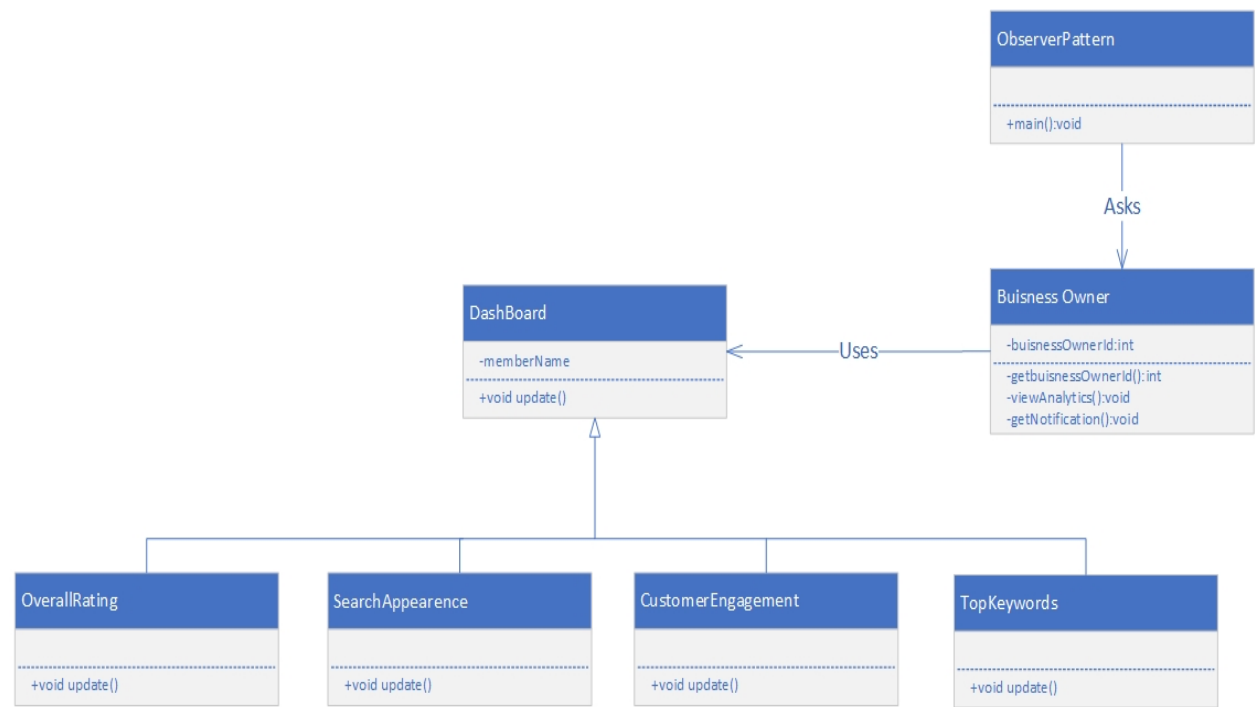 ObserverPattern
+main():void
Asks
Buisness Owner
-buisnessOwnerId:int
-getbuisnessOwnerId():int
-viewAnalytics():void
-getNotification():void
Uses
DashBoard
-memberName
+void update()
OverallRating
+void update()
SearchAppearence
+void update()
CustomerEngagement
+void update()
TopKeywords
+void update()